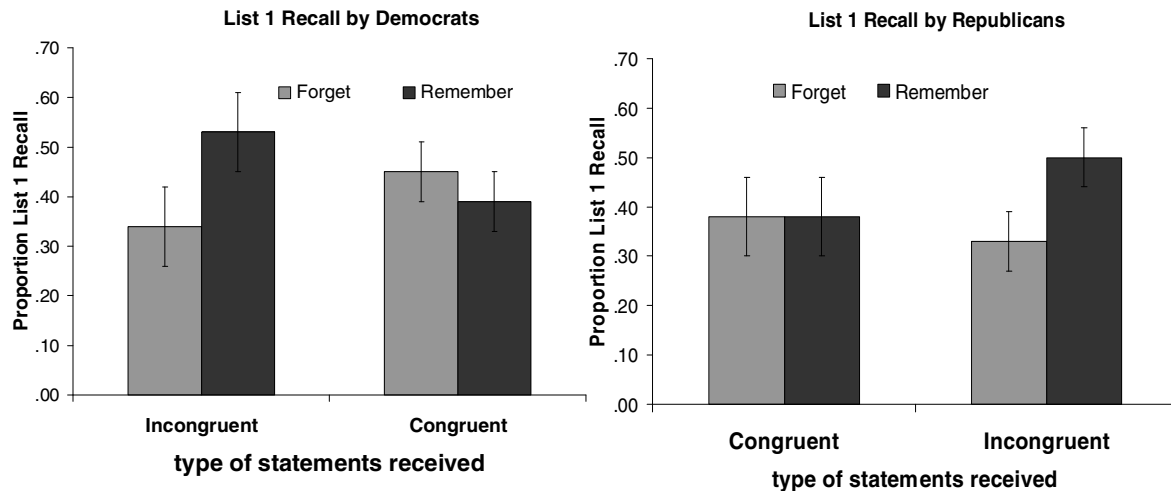 List 1 Recall by Democrats
Proportion List 1 Recall
.70
.60
.50
.40
.30
.20
.10
.00
Forget
Remember
Incongruent
Congruent
type of statements received
List 1 Recall by Republicans
Proportion List 1 Recall
.70
.60
.50
.40
.30
.20
.10
.00
Forget
Remember
Congruent
Incongruent
type of statements received